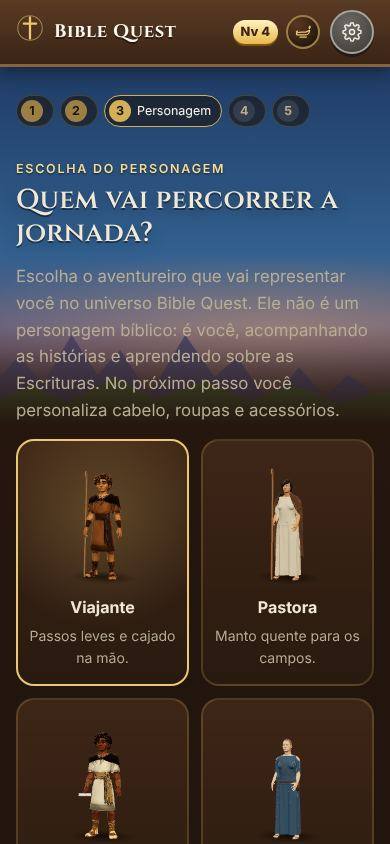 Bible Quest
Nv 4
1
2
3 Personagem
4
5
ESCOLHA DO PERSONAGEM
Quem vai percorrer a
jornada?
Escolha o aventureiro que vai representar
você no universo Bible Quest. Ele não é um
personagem bíblico: é você, acompanhando
as histórias e aprendendo sobre as
Escrituras. No próximo passo você
personaliza cabelo, roupas e acessórios.
Viajante
Passos leves e cajado
na mão.
Pastora
Manto quente para os
campos.